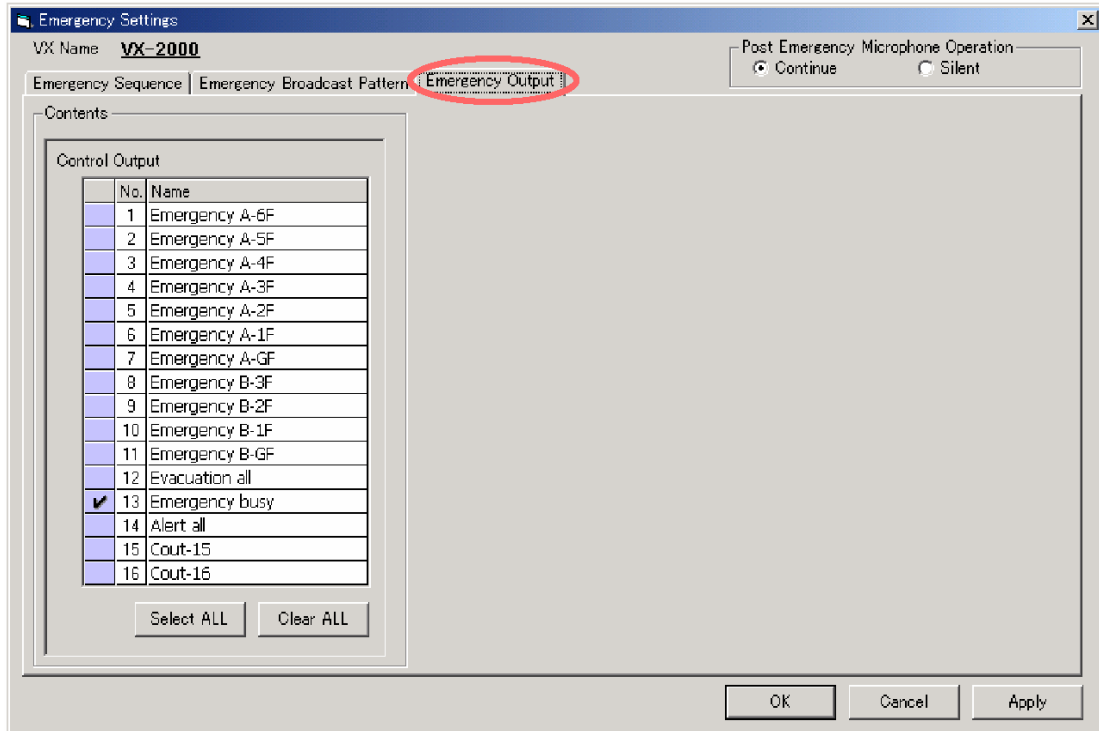 Emergency Settings
VX Name VX-2000
Post Emergency Microphone Operation
Continue Silent
Emergency Sequence Emergency Broadcast Pattern Emergency Output
Contents
Control Output
No. Name
1 Emergency A-6F
2 Emergency A-5F
3 Emergency A-4F
4 Emergency A-3F
5 Emergency A-2F
6 Emergency A-1F
7 Emergency A-GF
8 Emergency B-3F
9 Emergency B-2F
10 Emergency B-1F
11 Emergency B-GF
12 Evacuation all
13 Emergency busy
14 Alert all
15 Cout-15
16 Cout-16
Select ALL Clear ALL
OK Cancel Apply